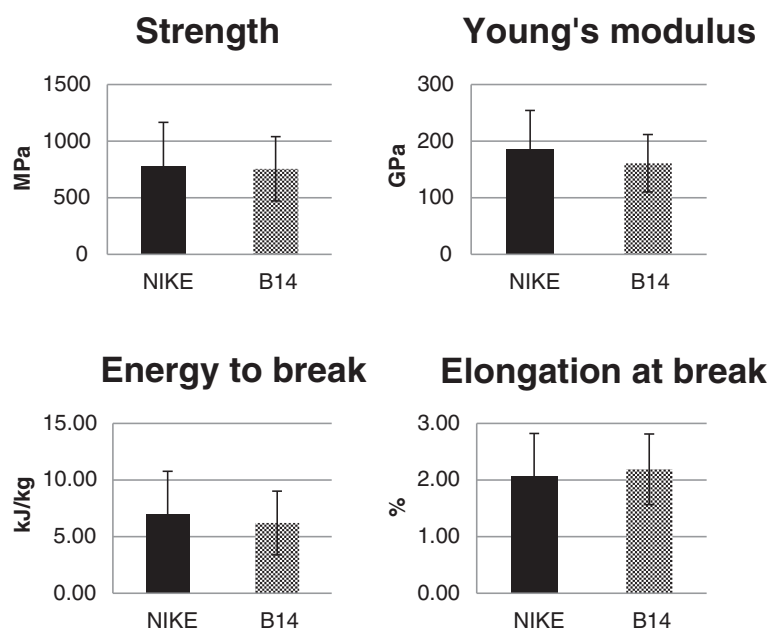 Strength
1500
1000
500
0
MPa
NIKE B14
Young's modulus
300
200
100
0
GPa
NIKE B14
Energy to break
15.00
10.00
5.00
0.00
kJ/kg
NIKE B14
Elongation at break
3.00
2.00
1.00
0.00
%
NIKE B14